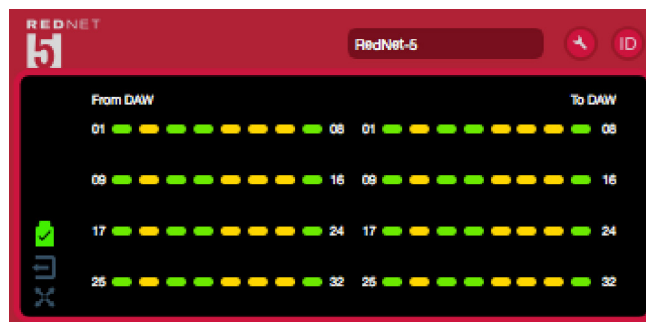 REDNET
5 RedNet-5 ID
From DAW To DAW
01 08 01 08
09 16 09 16
17 24 17 24
25 32 25 32